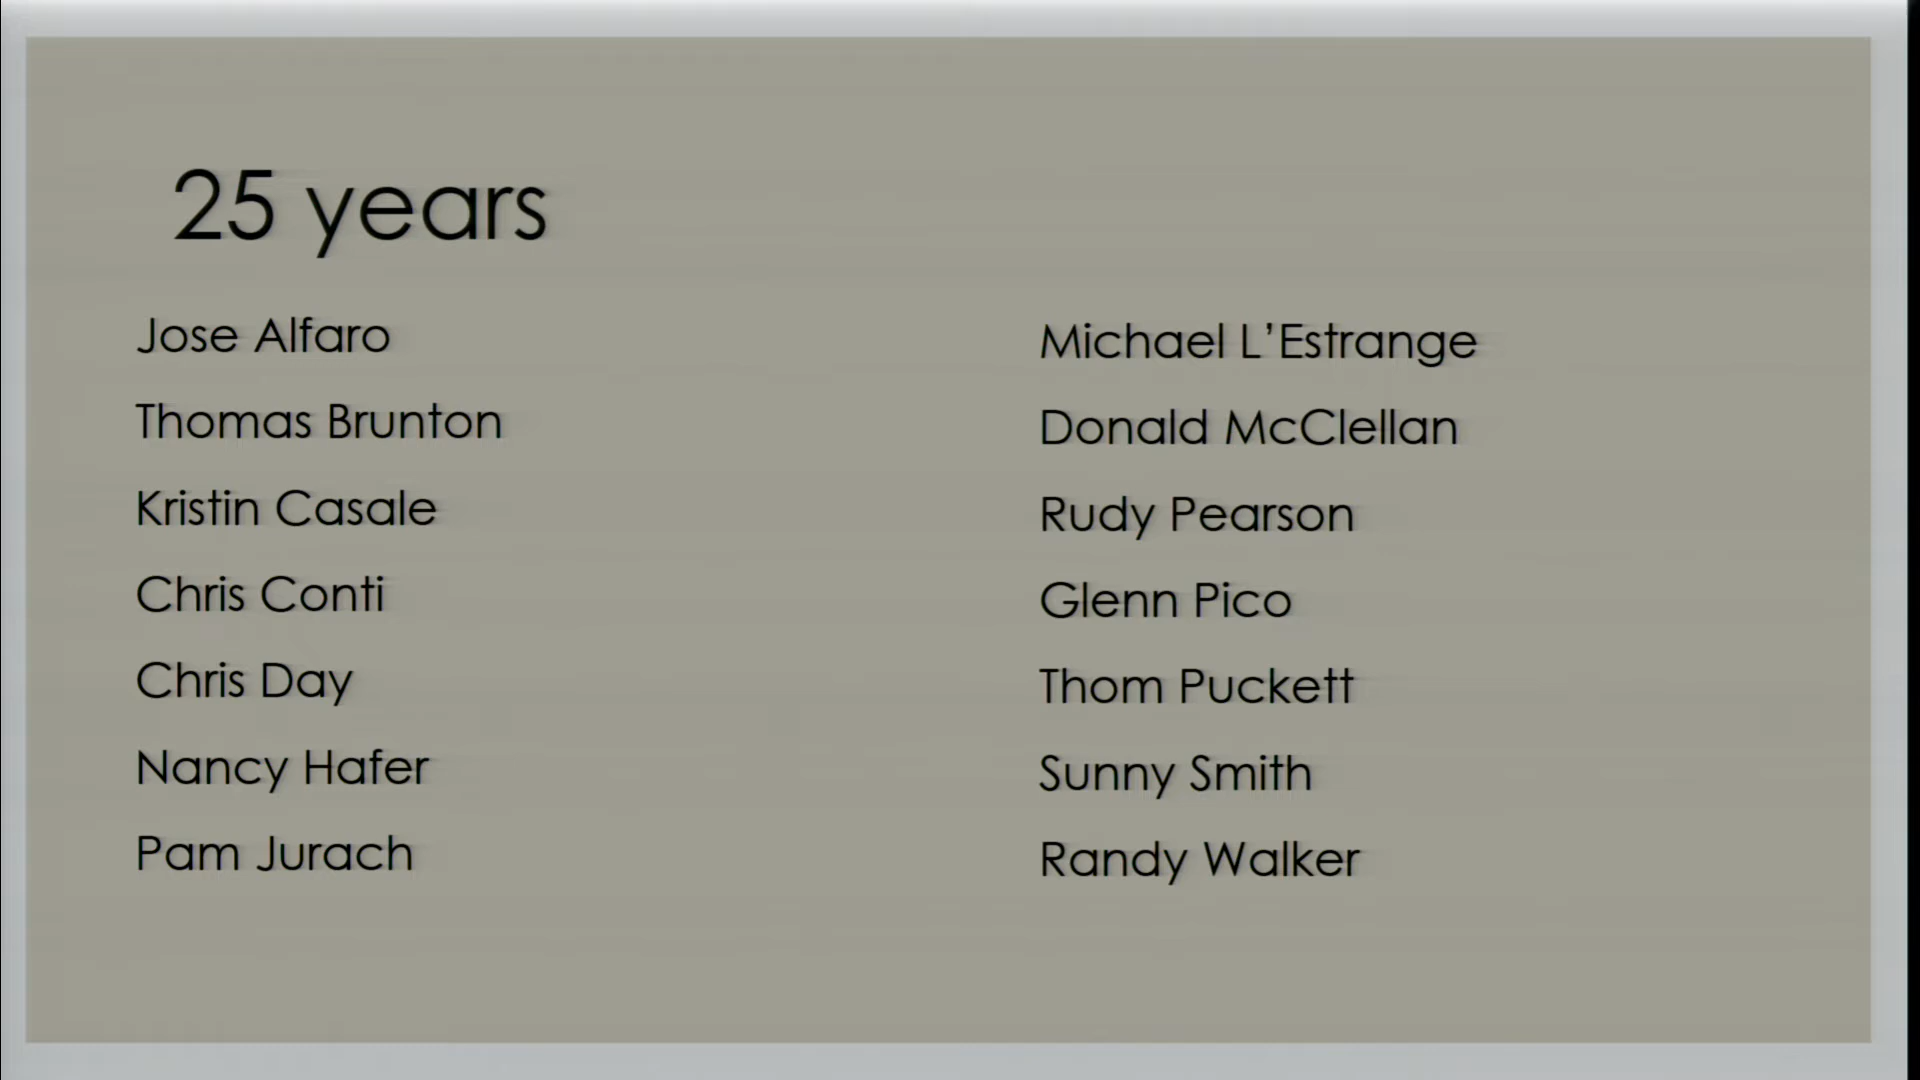 25 years
Jose Alfaro
Thomas Brunton
Kristin Casale
Chris Conti
Chris Day
Nancy Hafer
Pam Jurach
Michael L’Estrange
Donald McClellan
Rudy Pearson
Glenn Pico
Thom Puckett
Sunny Smith
Randy Walker